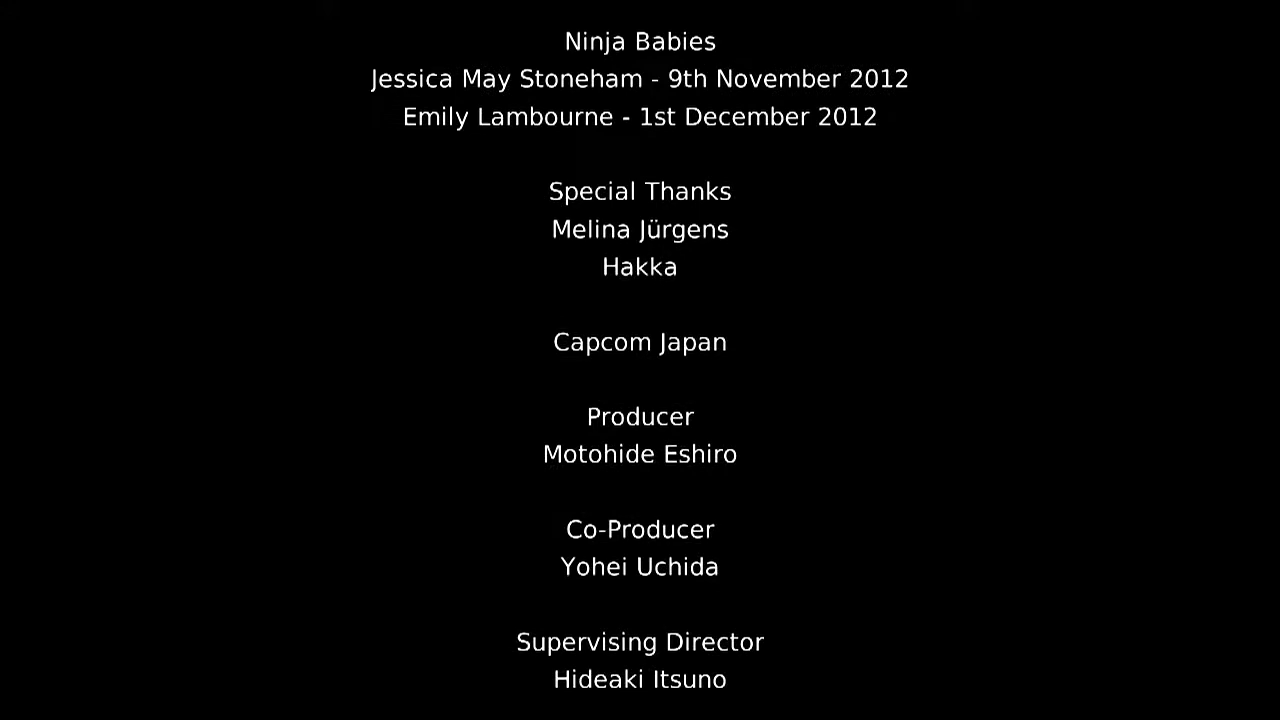 Ninja Babies
Jessica May Stoneham - 9th November 2012
Emily Lambourne - 1st December 2012
Special Thanks
Melina Jürgens
Hakka
Capcom Japan
Producer
Motohide Eshiro
Co-Producer
Yohei Uchida
Supervising Director
Hideaki Itsuno